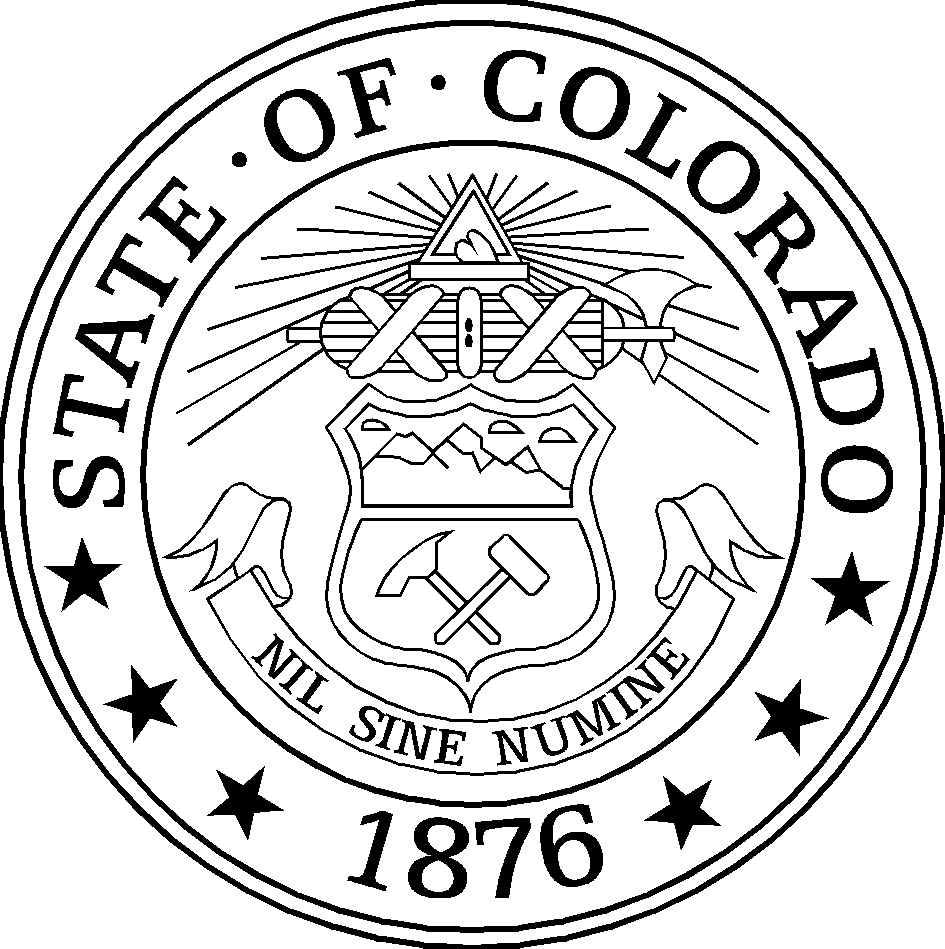 STATE · OF · COLORADO
NIL SINE NUMINE
1876